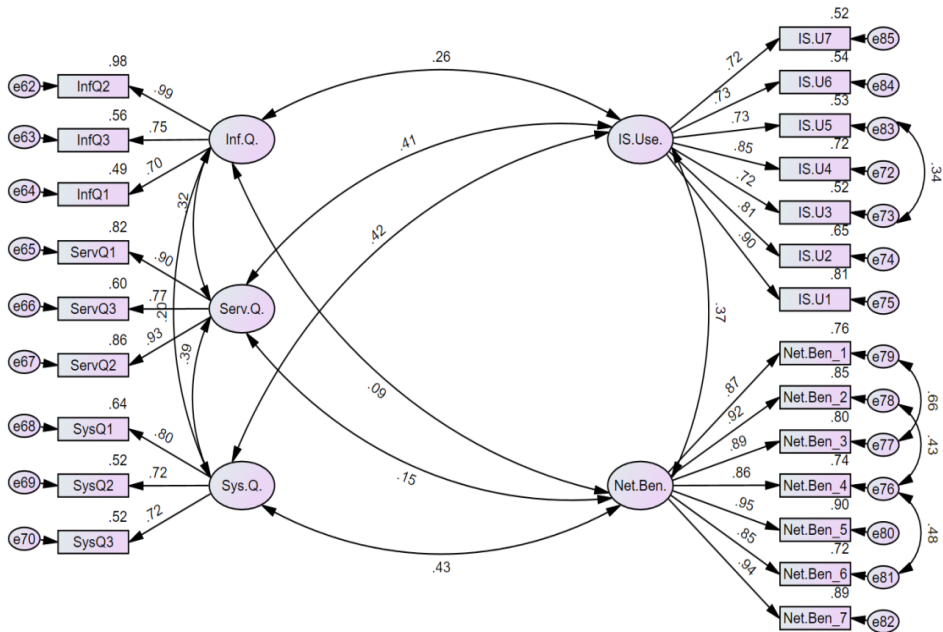 .98
e62 InfQ2 .99
.56
e63 InfQ3 .75
.49
e64 InfQ1 .70
Inf.Q.
.82
e65 ServQ1 .90
.60
e66 ServQ3 .77
.86
e67 ServQ2 .93
Serv.Q.
.64
e68 SysQ1 .80
.52
e69 SysQ2 .72
.52
e70 SysQ3 .72
Sys.Q.
.32
.20
.39
.26
.41
.42
.09
.15
.43
.37
IS.Use.
.52
.72 IS.U7 e85
.54
.73 IS.U6 e84
.53
.73 IS.U5 e83
.72
.85 IS.U4 e72
.52
.72 IS.U3 e73
.65
.81 IS.U2 e74
.81
.90 IS.U1 e75
.34
Net.Ben.
.76
.87 Net.Ben_1 e79
.85
.92 Net.Ben_2 e78
.80
.89 Net.Ben_3 e77
.74
.86 Net.Ben_4 e76
.90
.95 Net.Ben_5 e80
.72
.85 Net.Ben_6 e81
.89
.94 Net.Ben_7 e82
.66
.43
.48